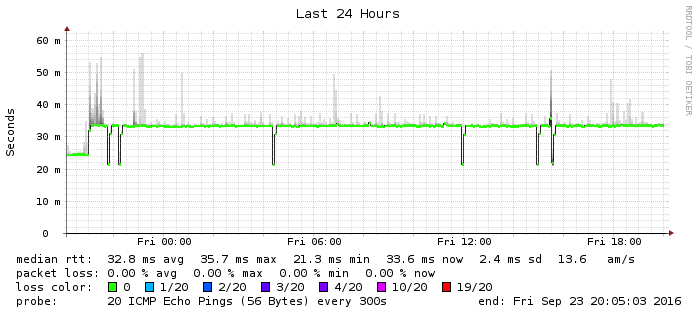 Last 24 Hours
RRDTOOL / TOBI OETIKER
Seconds
60 m
50 m
40 m
30 m
20 m
10 m
0
Fri 00:00 Fri 06:00 Fri 12:00 Fri 18:00
median rtt: 32.8 ms avg 35.7 ms max 21.3 ms min 33.6 ms now 2.4 ms sd 13.6 am/s
packet loss: 0.00 % avg 0.00 % max 0.00 % min 0.00 % now
loss color: 0 1/20 2/20 3/20 4/20 10/20 19/20
probe: 20 ICMP Echo Pings (56 Bytes) every 300s end: Fri Sep 23 20:05:03 2016